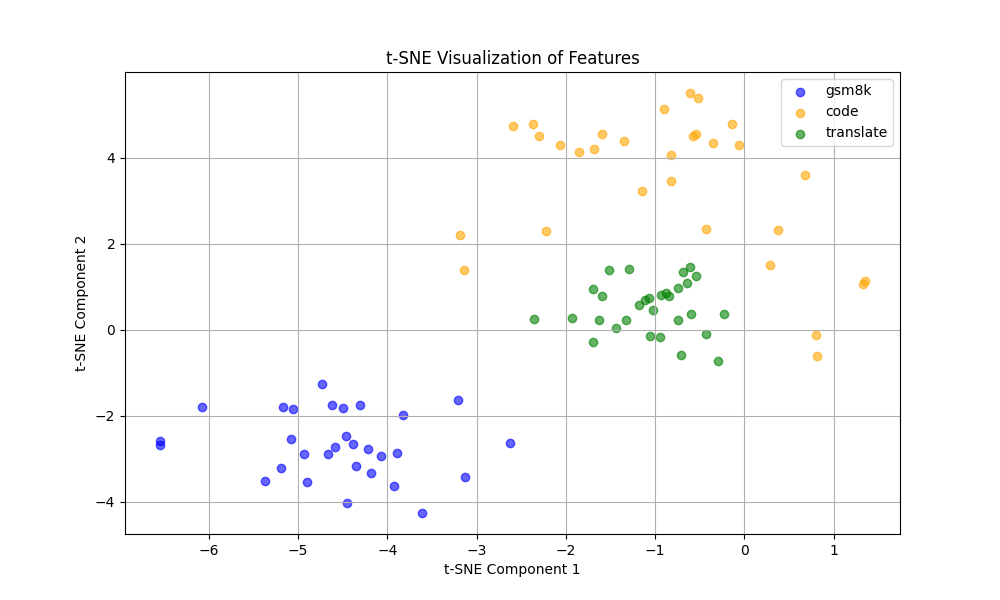 t-SNE Visualization of Features
gsm8k
code
translate
t-SNE Component 2
4
2
0
−2
−4
−6
−5
−4
−3
−2
−1
0
1
t-SNE Component 1